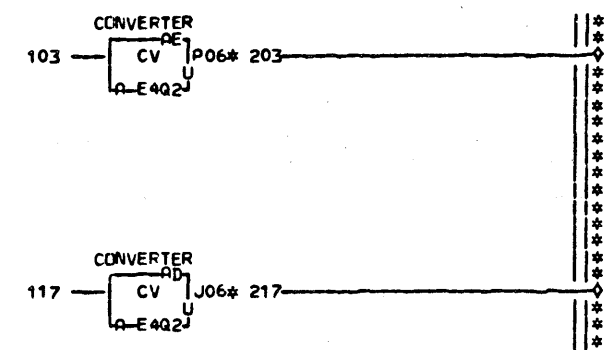 CONVERTER
AE
103 CV P06* 203
U
A-E4Q2
CONVERTER
AD
117 CV J06* 217
U
A-E4Q2